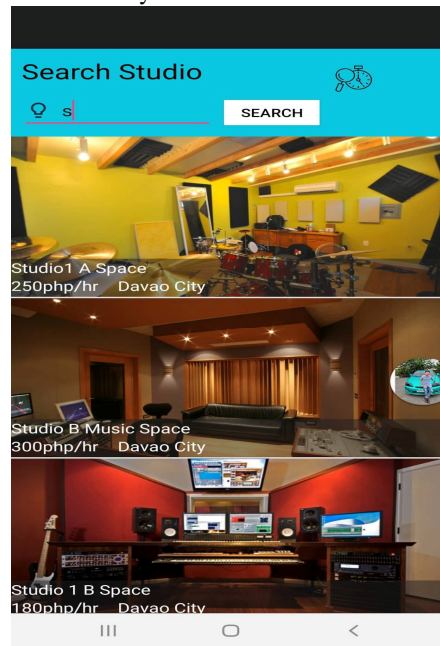 Search Studio
s
SEARCH
Studio1 A Space
250php/hr Davao City
Studio B Music Space
300php/hr Davao City
Studio 1 B Space
180php/hr Davao City